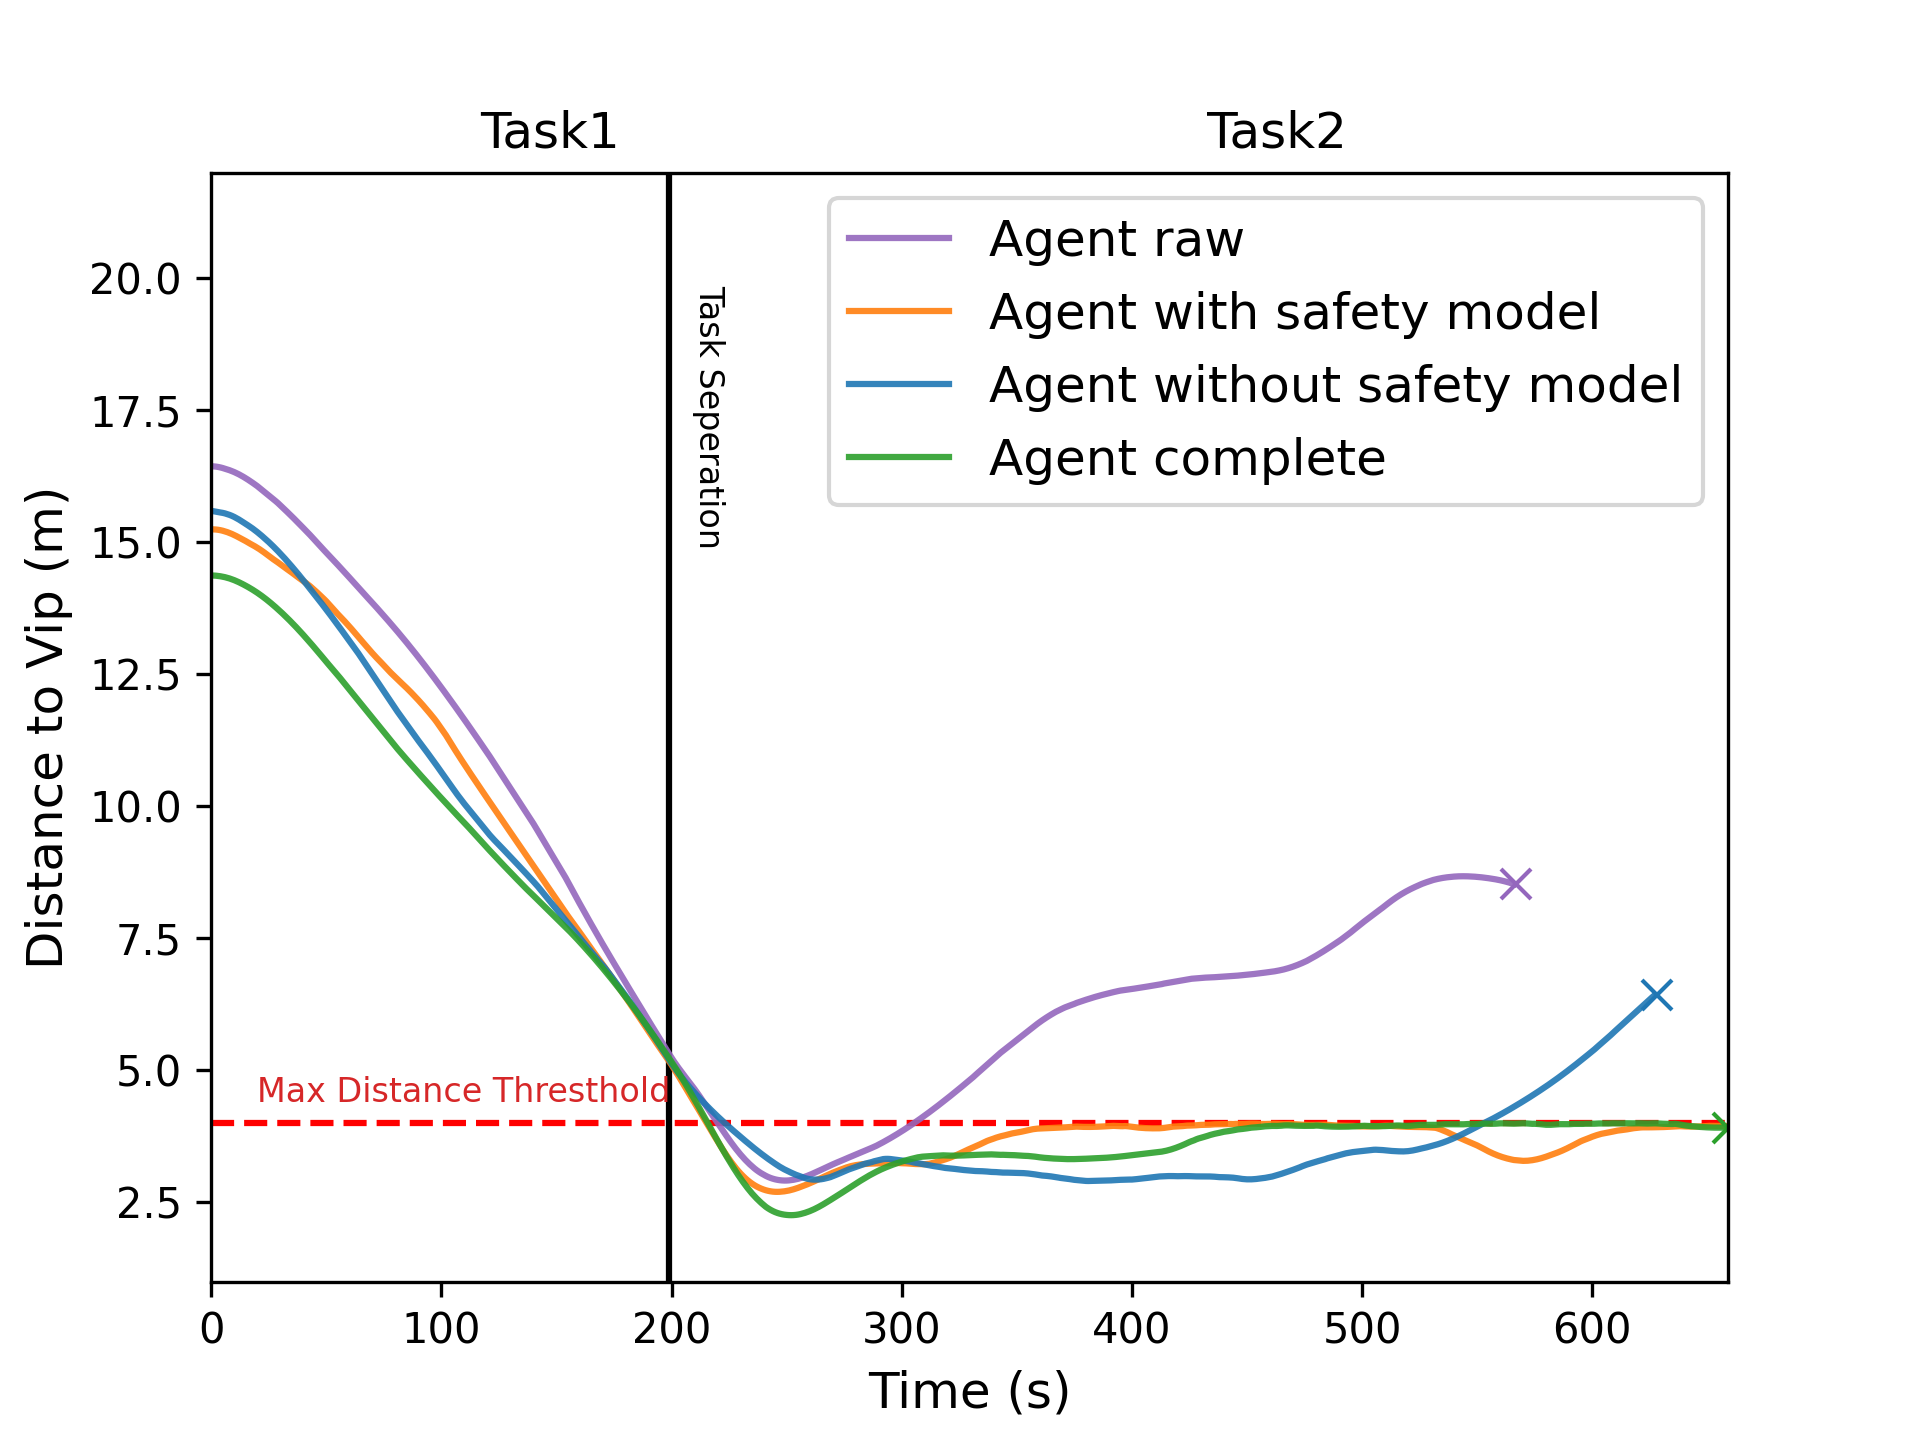 Task1
Task2
Agent raw
Agent with safety model
Agent without safety model
Agent complete
Task Seperation
Max Distance Thresthold
Distance to Vip (m)
20.0
17.5
15.0
12.5
10.0
7.5
5.0
2.5
0 100 200 300 400 500 600
Time (s)